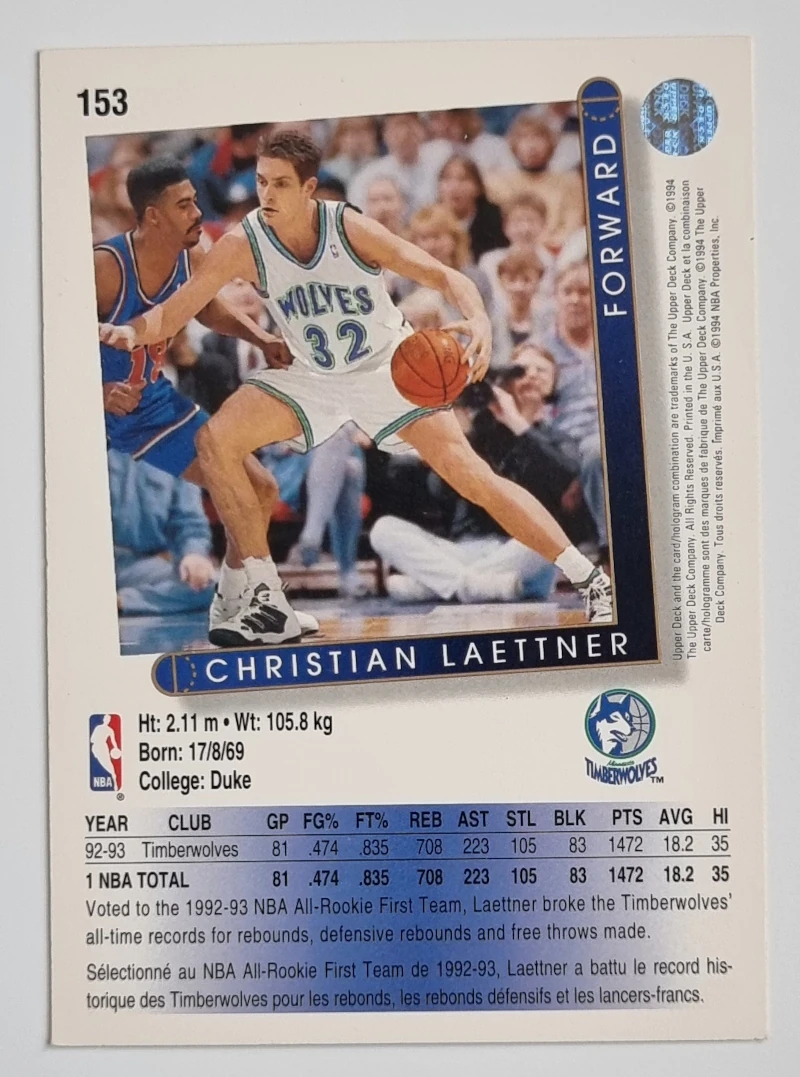 153
WOLVES
32
18
FORWARD
CHRISTIAN LAETTNER
Upper Deck and the card/hologram combination are trademarks of The Upper Deck Company. ©1994
The Upper Deck Company. All Rights Reserved. Printed in the U.S.A. Upper Deck et la combinaison
carte/hologramme sont des marques de fabrique de The Upper Deck Company. ©1994 The Upper
Deck Company. Tous droits reservés. Imprimé aux U.S.A. ©1994 NBA Properties, Inc.
NBA
®
Ht: 2.11 m • Wt: 105.8 kg
Born: 17/8/69
College: Duke
Minnesota
TIMBERWOLVES™
YEAR CLUB GP FG% FT% REB AST STL BLK PTS AVG HI
92-93 Timberwolves 81 .474 .835 708 223 105 83 1472 18.2 35
1 NBA TOTAL 81 .474 .835 708 223 105 83 1472 18.2 35
Voted to the 1992-93 NBA All-Rookie First Team, Laettner broke the Timberwolves'
all-time records for rebounds, defensive rebounds and free throws made.
Sélectionné au NBA All-Rookie First Team de 1992-93, Laettner a battu le record his-
torique des Timberwolves pour les rebonds, les rebonds défensifs et les lancers-francs.